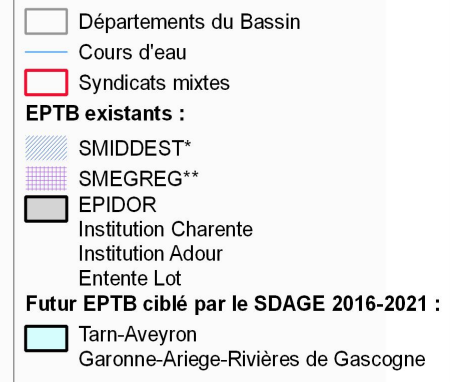 Départements du Bassin
Cours d'eau
Syndicats mixtes
EPTB existants :
SMIDDEST*
SMEGREG**
EPIDOR
Institution Charente
Institution Adour
Entente Lot
Futur EPTB ciblé par le SDAGE 2016-2021 :
Tarn-Aveyron
Garonne-Ariege-Rivières de Gascogne